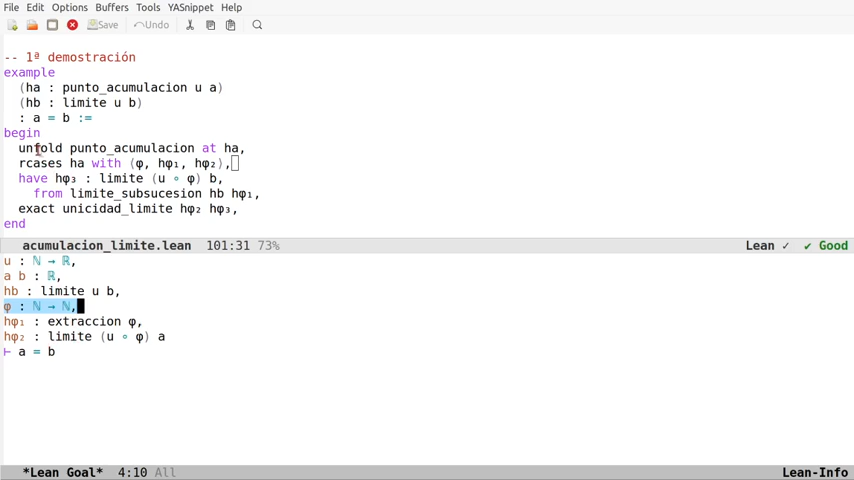 File Edit Options Buffers Tools YASnippet Help
Save Undo
-- 1ª demostración
example
(ha : punto_acumulacion u a)
(hb : limite u b)
: a = b :=
begin
unfold punto_acumulacion at ha,
rcases ha with ⟨φ, hφ₁, hφ₂⟩,
have hφ₃ : limite (u ∘ φ) b,
from limite_subsucesion hb hφ₁,
exact unicidad_limite hφ₂ hφ₃,
end
acumulacion_limite.lean 101:31 73% Lean ✓ ✔ Good
u : ℕ → ℝ,
a b : ℝ,
hb : limite u b,
φ : ℕ → ℕ,
hφ₁ : extraccion φ,
hφ₂ : limite (u ∘ φ) a
⊢ a = b
*Lean Goal* 4:10 All Lean-Info